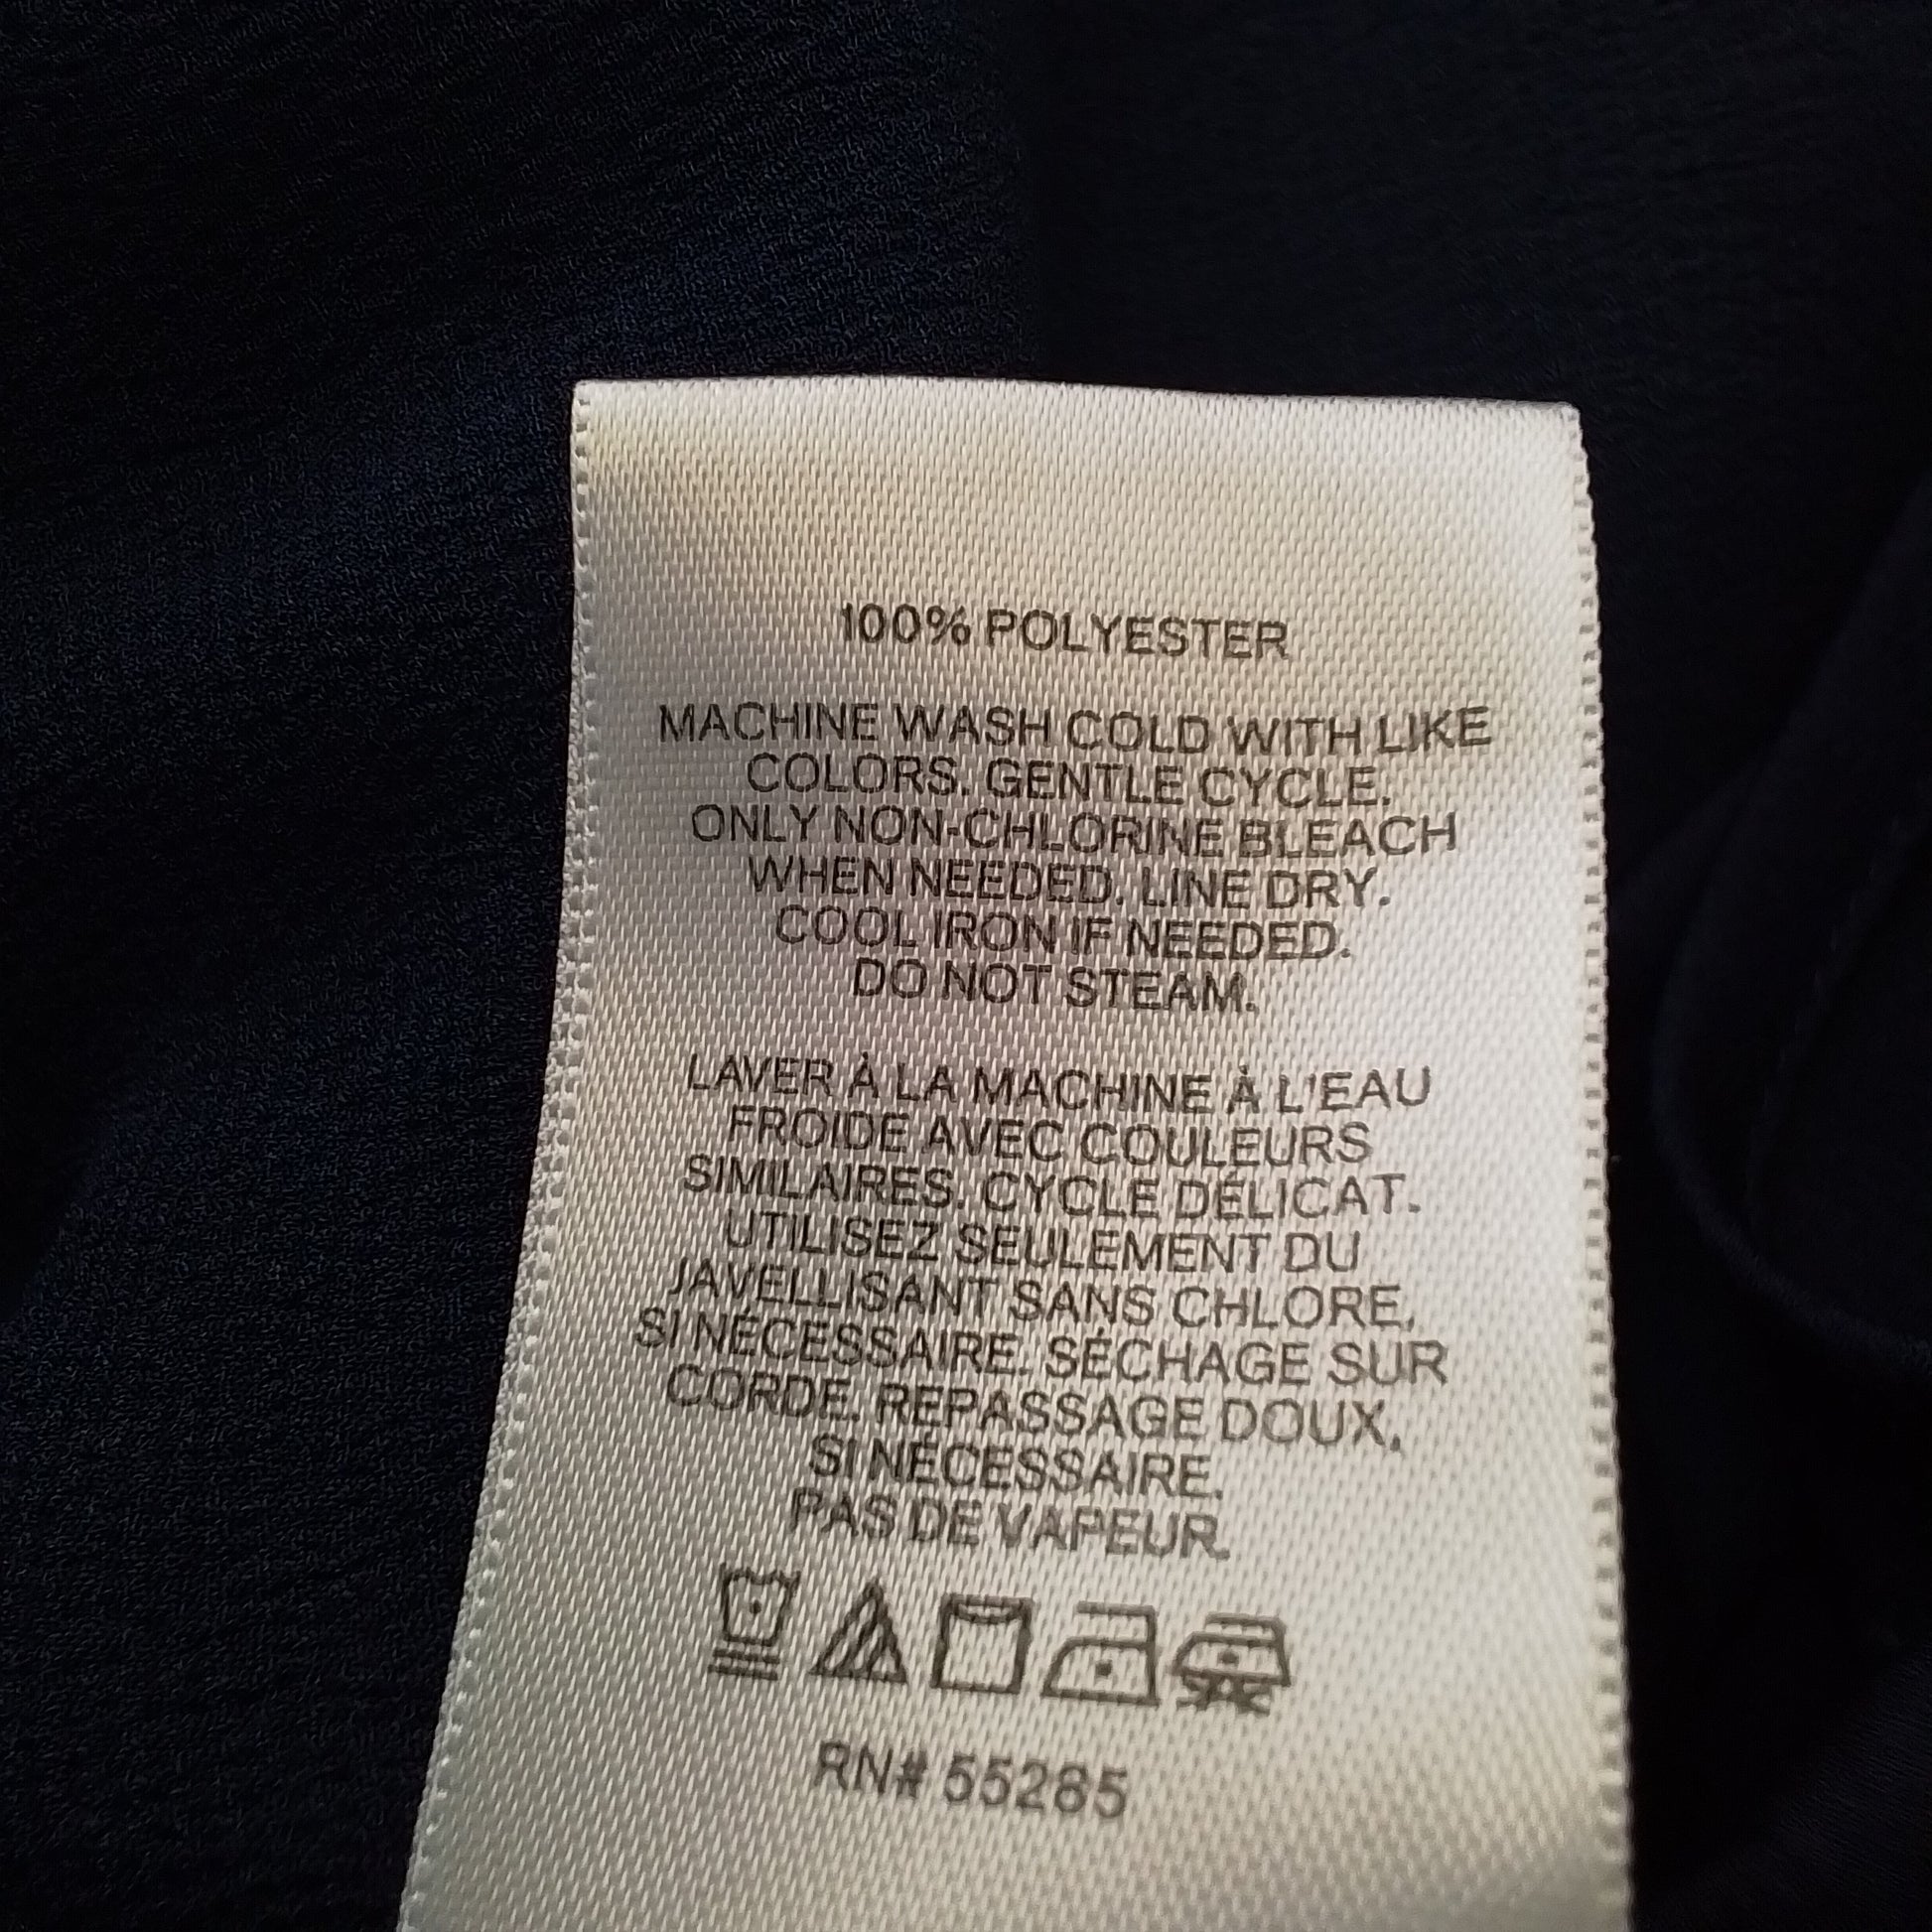 100% POLYESTER
MACHINE WASH COLD WITH LIKE
COLORS. GENTLE CYCLE.
ONLY NON-CHLORINE BLEACH
WHEN NEEDED. LINE DRY.
COOL IRON IF NEEDED.
DO NOT STEAM.
LAVER À LA MACHINE À L'EAU
FROIDE AVEC COULEURS
SIMILAIRES. CYCLE DÉLICAT.
UTILISEZ SEULEMENT DU
JAVELLISANT SANS CHLORE,
SI NÉCESSAIRE. SÉCHAGE SUR
CORDE. REPASSAGE DOUX,
SI NÉCESSAIRE.
PAS DE VAPEUR.
RN# 55285